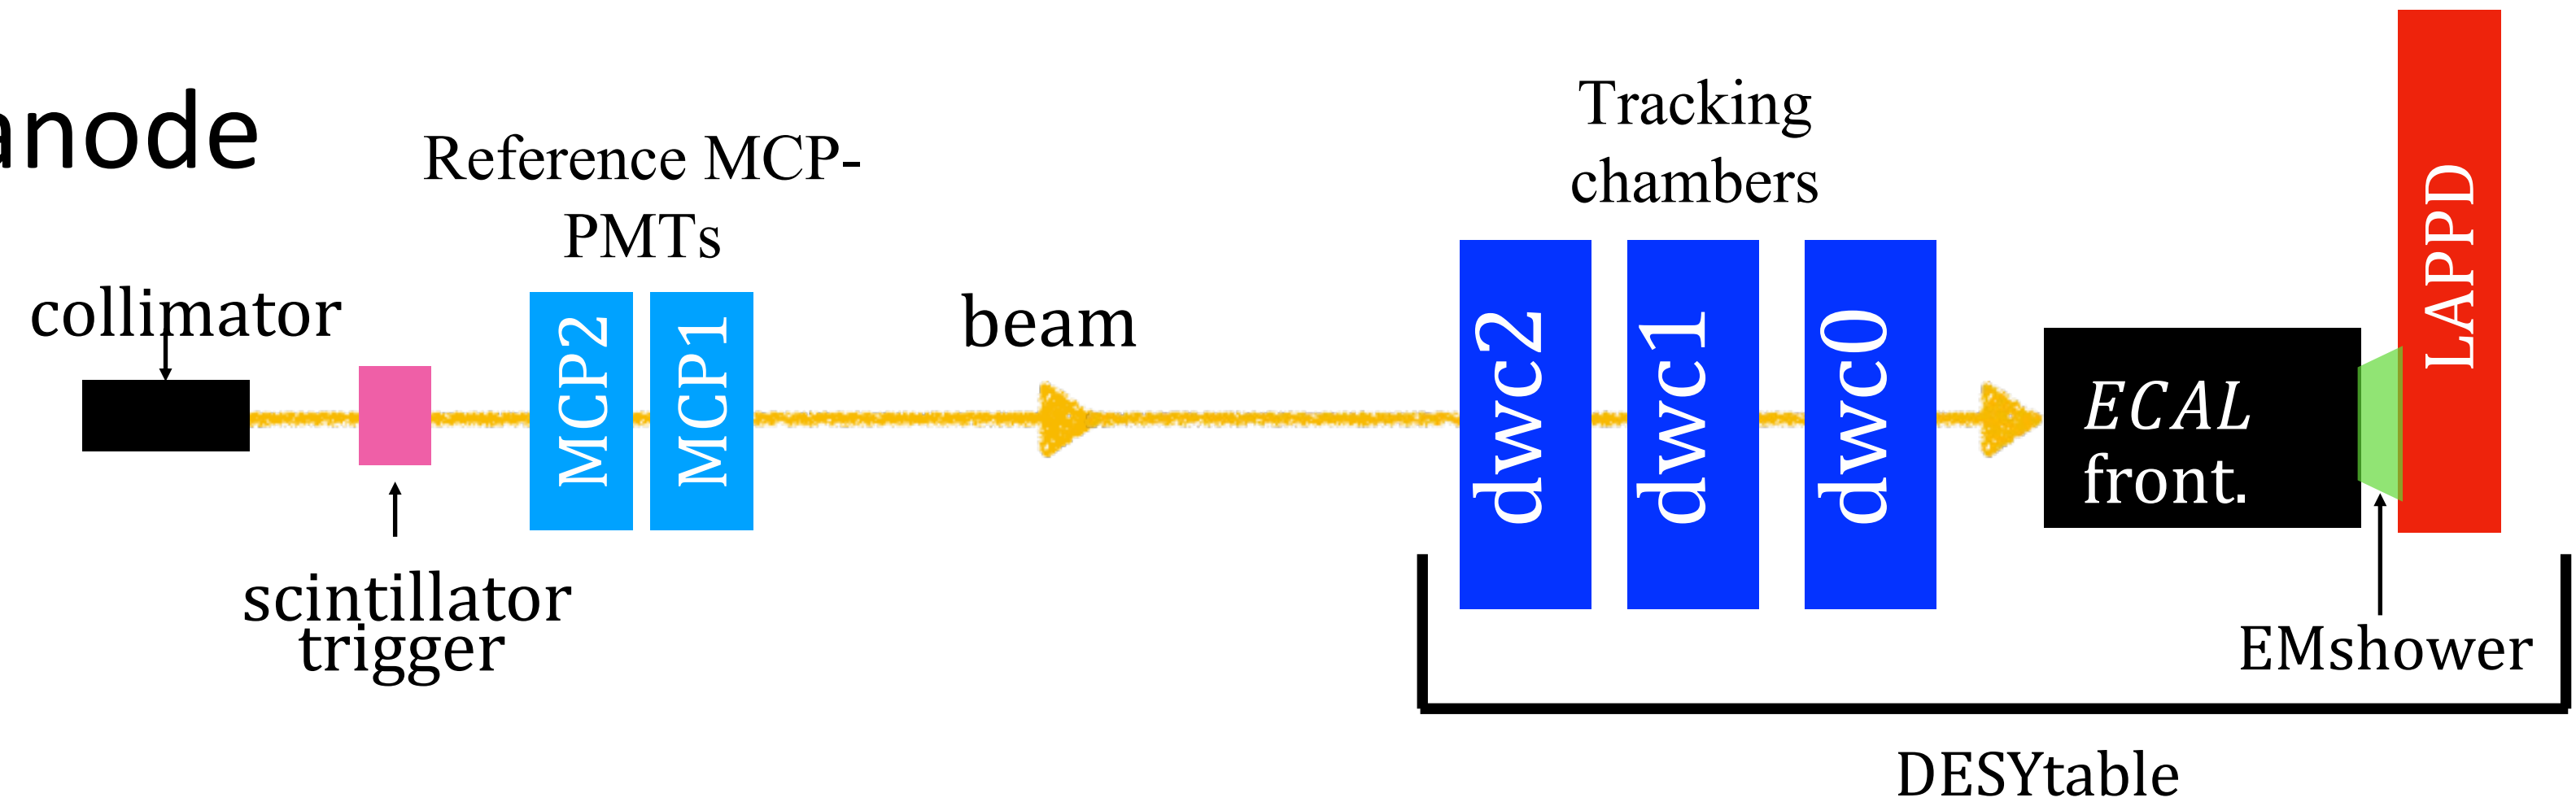 anode
Reference MCP-
PMTs
Tracking
chambers
collimator
beam
scintillator
trigger
MCP2
MCP1
dwc2
dwc1
dwc0
ECAL
front.
LAPPD
EMshower
DESYtable